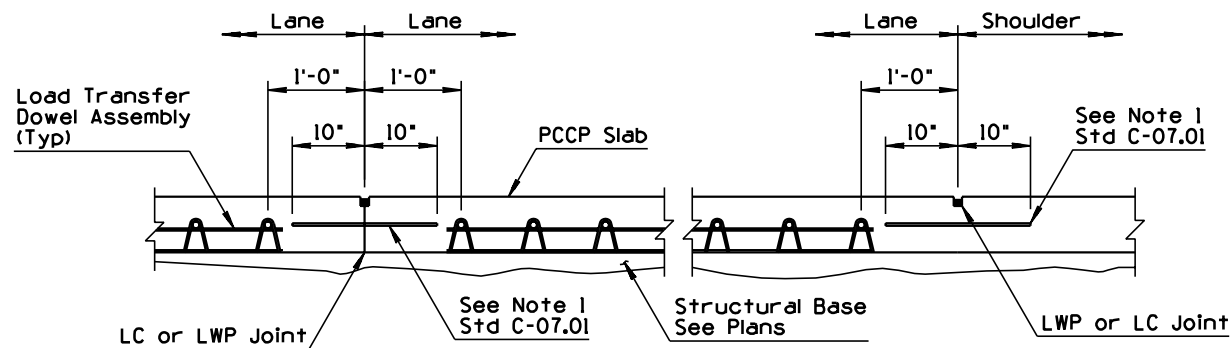 Lane
Lane
Lane
Shoulder
1'-0"
1'-0"
1'-0"
Load Transfer
Dowel Assembly
(Typ)
10"
10"
PCCP Slab
10"
10"
See Note 1
Std C-07.01
LC or LWP Joint
See Note 1
Std C-07.01
Structural Base
See Plans
LWP or LC Joint